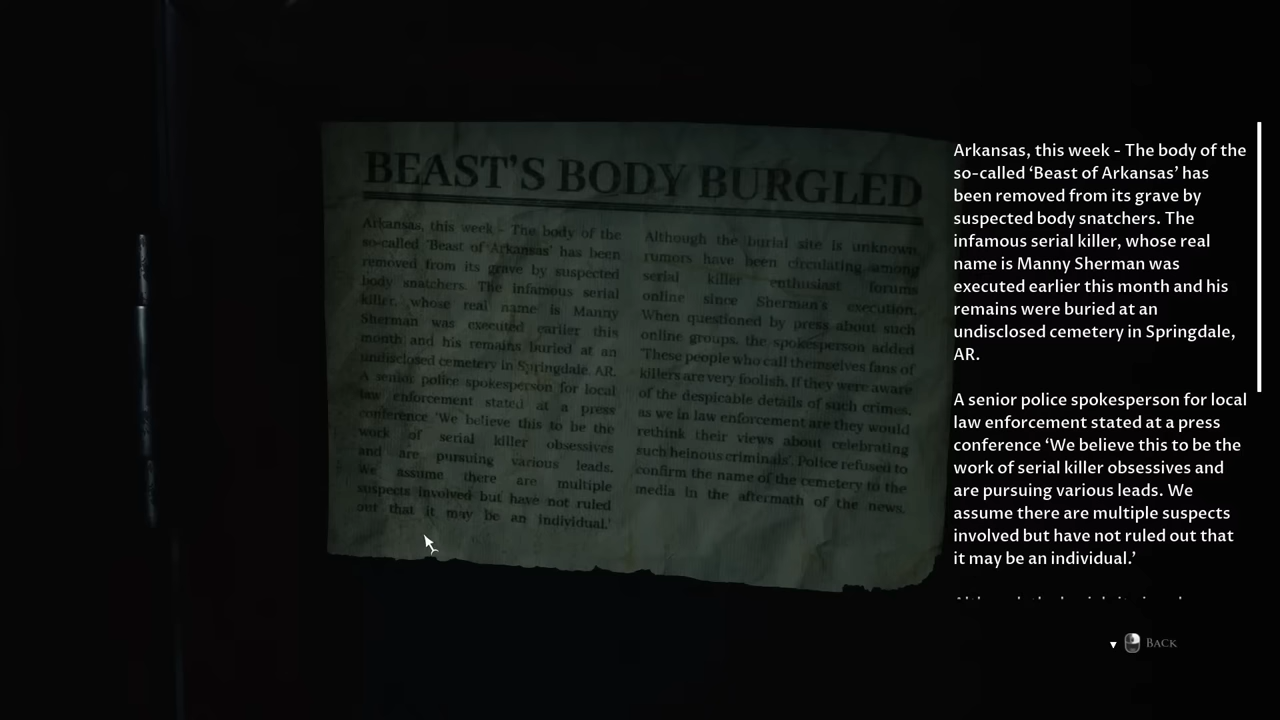 BEAST'S BODY BURGLED
Arkansas, this week - The body of the
so-called 'Beast of Arkansas' has been
removed from its grave by suspected
body snatchers. The infamous serial
killer, whose real name is Manny
Sherman was executed earlier this
month and his remains buried at an
undisclosed cemetery in Springdale, AR.
A senior police spokesperson for local
law enforcement stated at a press
conference 'We believe this to be the
work of serial killer obsessives
and are pursuing various leads.
We assume there are multiple
suspects involved but have not ruled
out that it may be an individual.'
Although the burial site is unknown,
rumors have been circulating among
serial killer enthusiast forums
online since Sherman's execution.
When questioned by press about such
online groups, the spokesperson added
'These people who call themselves fans of
killers are very foolish. If they were aware
of the despicable details of such crimes,
as we in law enforcement are they would
rethink their views about celebrating
such heinous criminals'. Police refused to
confirm the name of the cemetery to the
media in the aftermath of the news.
Arkansas, this week - The body of the
so-called ‘Beast of Arkansas’ has
been removed from its grave by
suspected body snatchers. The
infamous serial killer, whose real
name is Manny Sherman was
executed earlier this month and his
remains were buried at an
undisclosed cemetery in Springdale,
AR.
A senior police spokesperson for local
law enforcement stated at a press
conference ‘We believe this to be the
work of serial killer obsessives and
are pursuing various leads. We
assume there are multiple suspects
involved but have not ruled out that
it may be an individual.’
Back